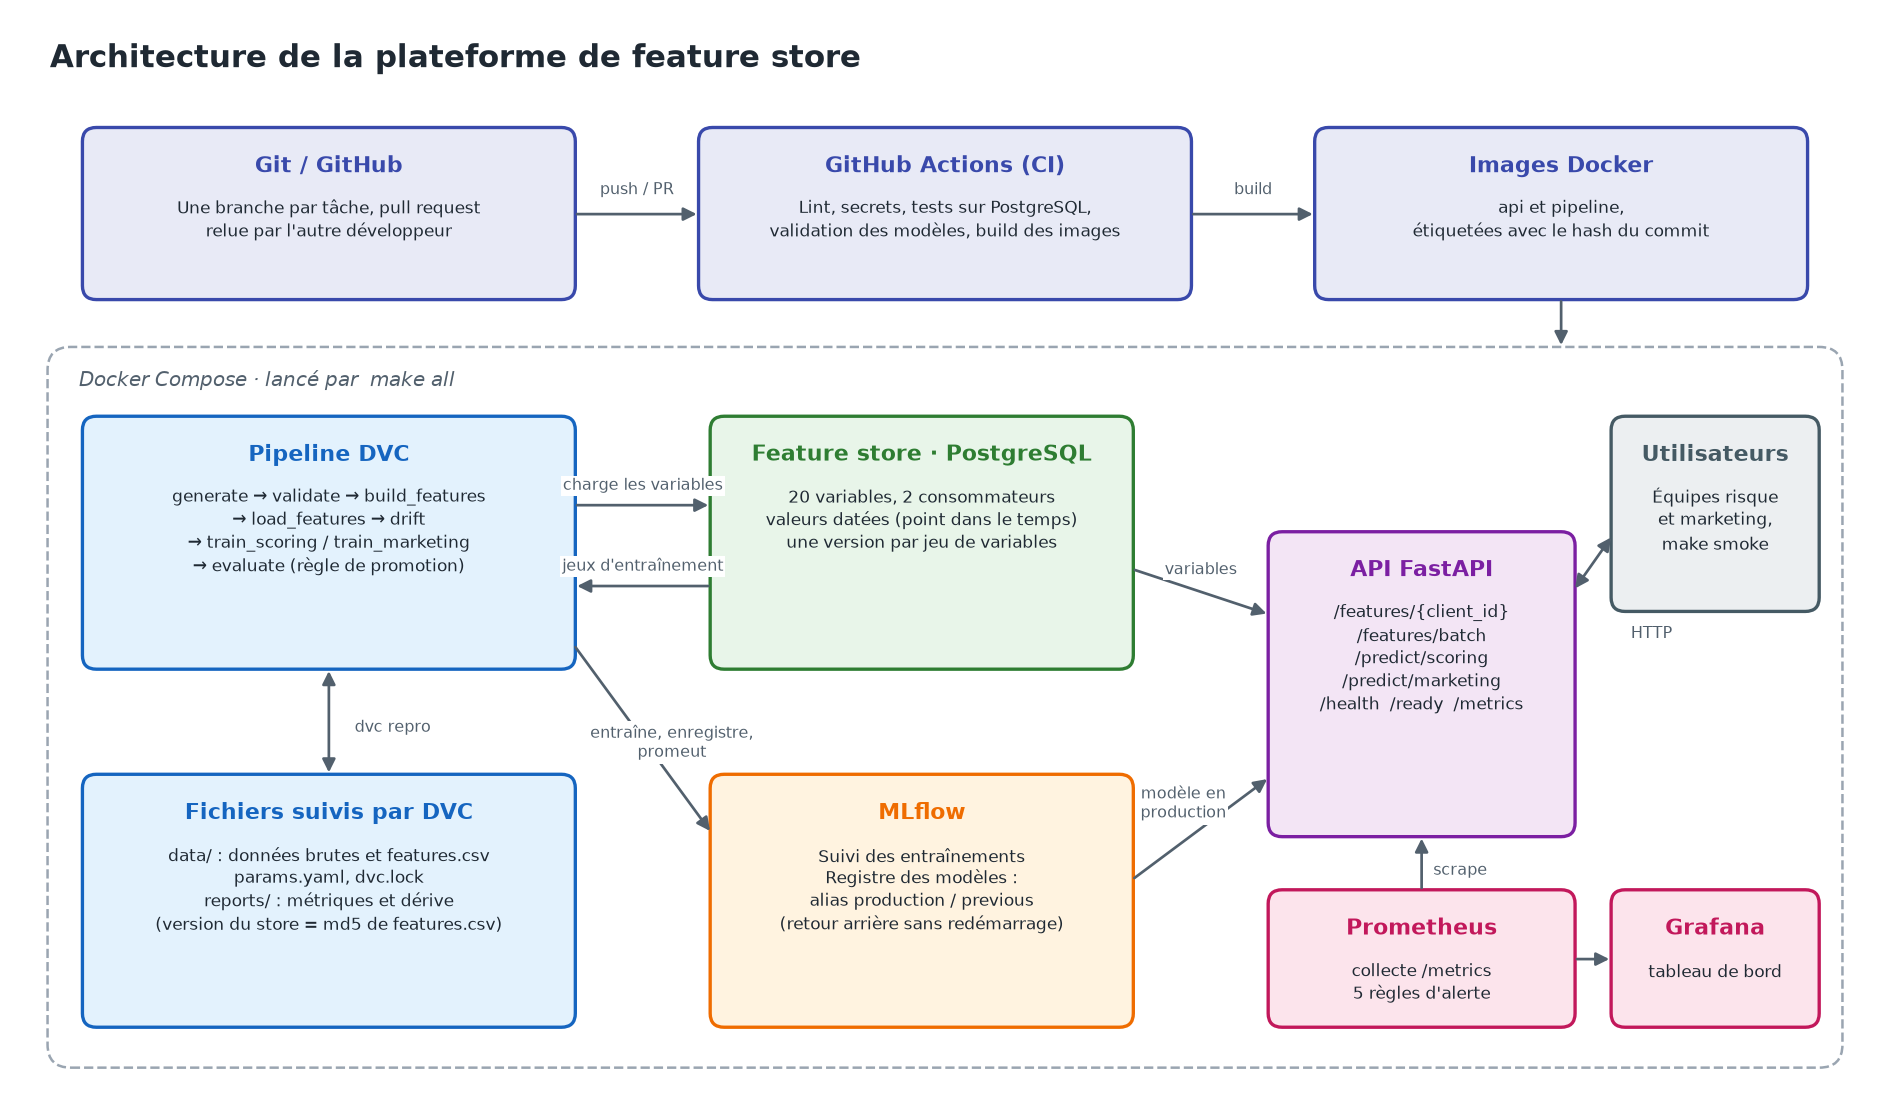 Architecture de la plateforme de feature store
Git / GitHub
Une branche par tâche, pull request
relue par l'autre développeur
push / PR
GitHub Actions (CI)
Lint, secrets, tests sur PostgreSQL,
validation des modèles, build des images
build
Images Docker
api et pipeline,
étiquetées avec le hash du commit
Docker Compose · lancé par  make all
Pipeline DVC
generate → validate → build_features
→ load_features → drift
→ train_scoring / train_marketing
→ evaluate (règle de promotion)
charge les variables
jeux d'entraînement
Feature store · PostgreSQL
20 variables, 2 consommateurs
valeurs datées (point dans le temps)
une version par jeu de variables
variables
API FastAPI
/features/{client_id}
/features/batch
/predict/scoring
/predict/marketing
/health  /ready  /metrics
Utilisateurs
Équipes risque
et marketing,
make smoke
HTTP
dvc repro
entraîne, enregistre,
promeut
Fichiers suivis par DVC
data/ : données brutes et features.csv
params.yaml, dvc.lock
reports/ : métriques et dérive
(version du store = md5 de features.csv)
MLflow
Suivi des entraînements
Registre des modèles :
alias production / previous
(retour arrière sans redémarrage)
modèle en
production
scrape
Prometheus
collecte /metrics
5 règles d'alerte
Grafana
tableau de bord